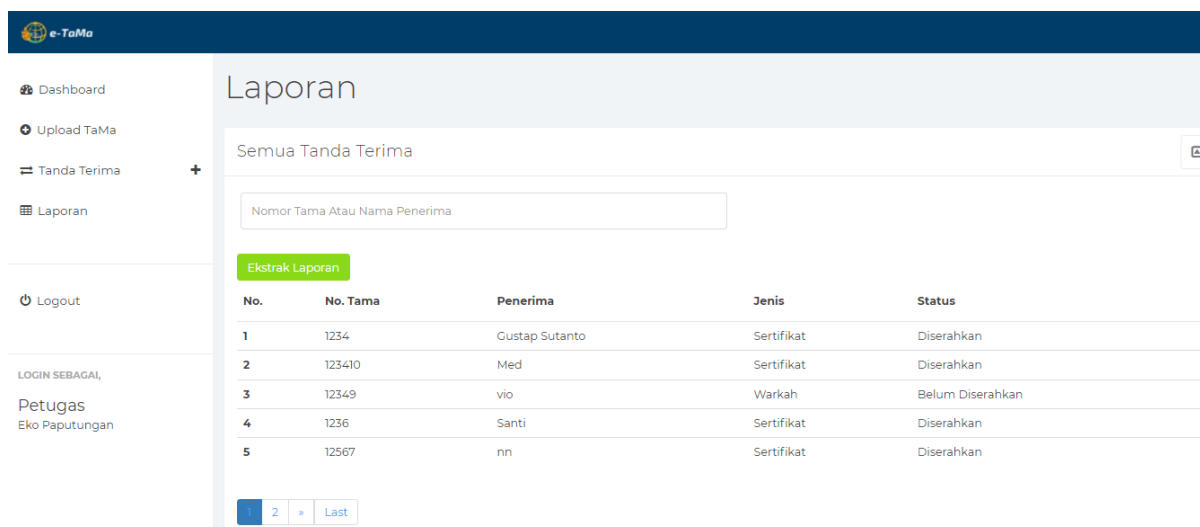 e-TaMa
Dashboard
Upload TaMa
Tanda Terima
Laporan
Logout
LOGIN SEBAGAI,
Petugas
Eko Paputungan
Laporan
Semua Tanda Terima
Nomor Tama Atau Nama Penerima
Ekstrak Laporan
No. No. Tama Penerima Jenis Status
1 1234 Gustap Sutanto Sertifikat Diserahkan
2 123410 Med Sertifikat Diserahkan
3 12349 vio Warkah Belum Diserahkan
4 1236 Santi Sertifikat Diserahkan
5 12567 nn Sertifikat Diserahkan
1 2 » Last